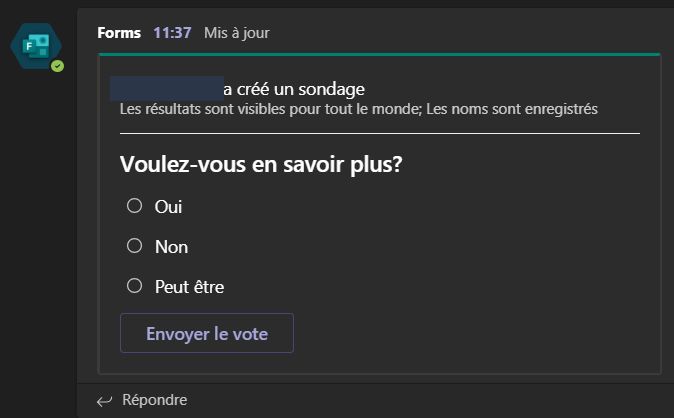 Forms 11:37 Mis à jour
a créé un sondage
Les résultats sont visibles pour tout le monde; Les noms sont enregistrés
Voulez-vous en savoir plus?
Oui
Non
Peut être
Envoyer le vote
Répondre